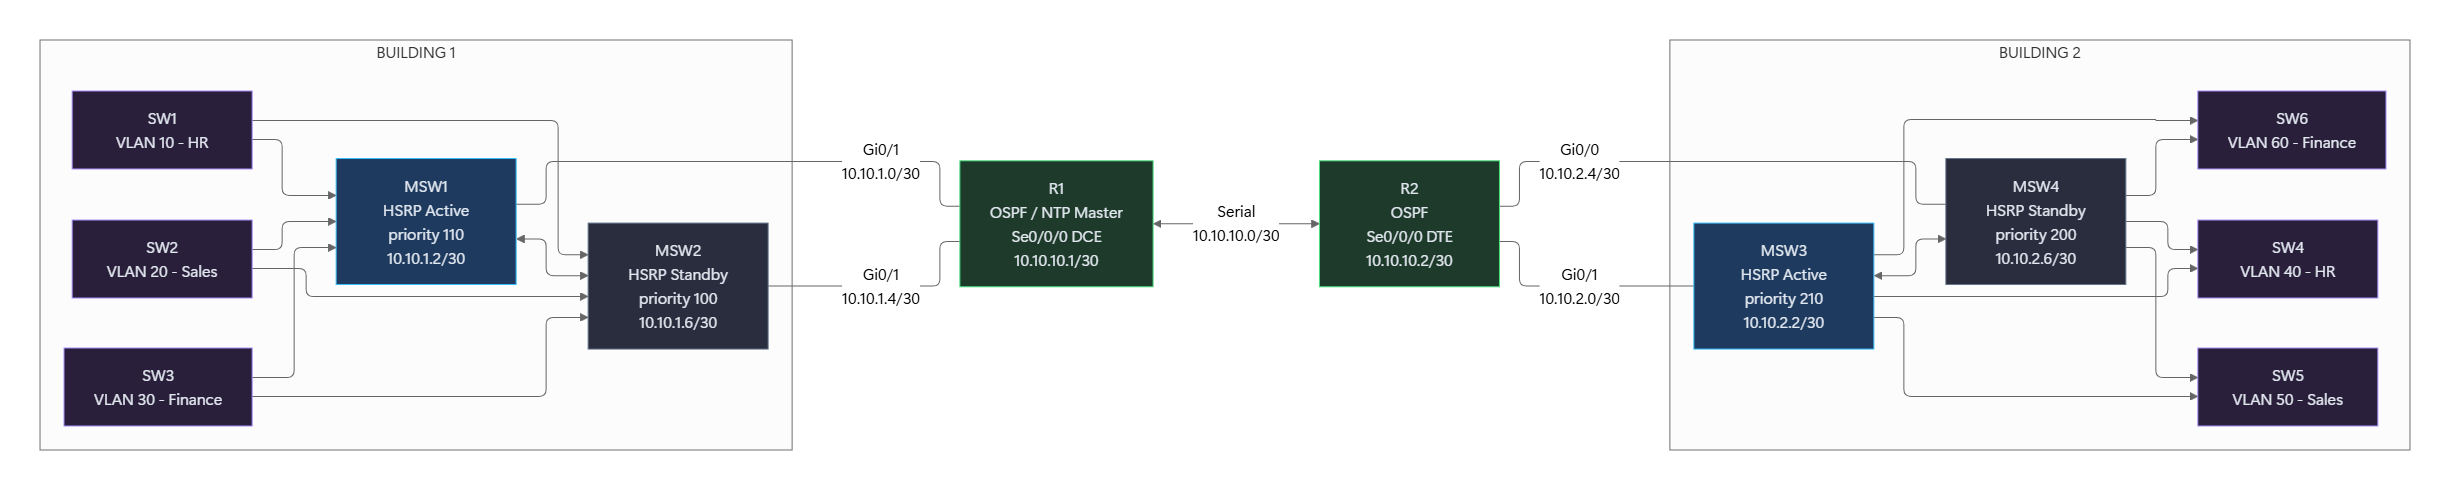 BUILDING 1
SW1
VLAN 10 - HR
SW2
VLAN 20 - Sales
SW3
VLAN 30 - Finance
MSW1
HSRP Active
priority 110
10.10.1.2/30
MSW2
HSRP Standby
priority 100
10.10.1.6/30
Gi0/1
10.10.1.0/30
Gi0/1
10.10.1.4/30
R1
OSPF / NTP Master
Se0/0/0 DCE
10.10.10.1/30
Serial
10.10.10.0/30
R2
OSPF
Se0/0/0 DTE
10.10.10.2/30
Gi0/0
10.10.2.4/30
Gi0/1
10.10.2.0/30
BUILDING 2
MSW3
HSRP Active
priority 210
10.10.2.2/30
MSW4
HSRP Standby
priority 200
10.10.2.6/30
SW6
VLAN 60 - Finance
SW4
VLAN 40 - HR
SW5
VLAN 50 - Sales